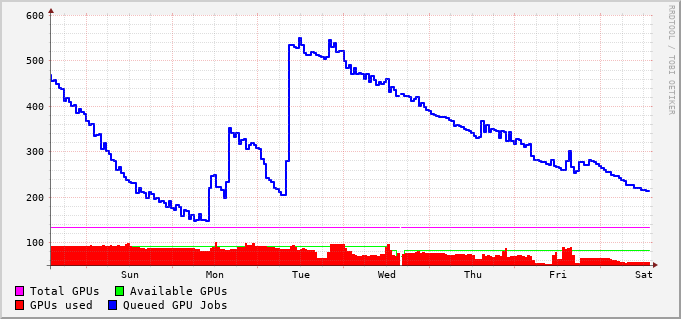 600
RRDTOOL / TOBI OETIKER
500
400
300
200
100
Sun Mon Tue Wed Thu Fri Sat
Total GPUs Available GPUs
GPUs used Queued GPU Jobs